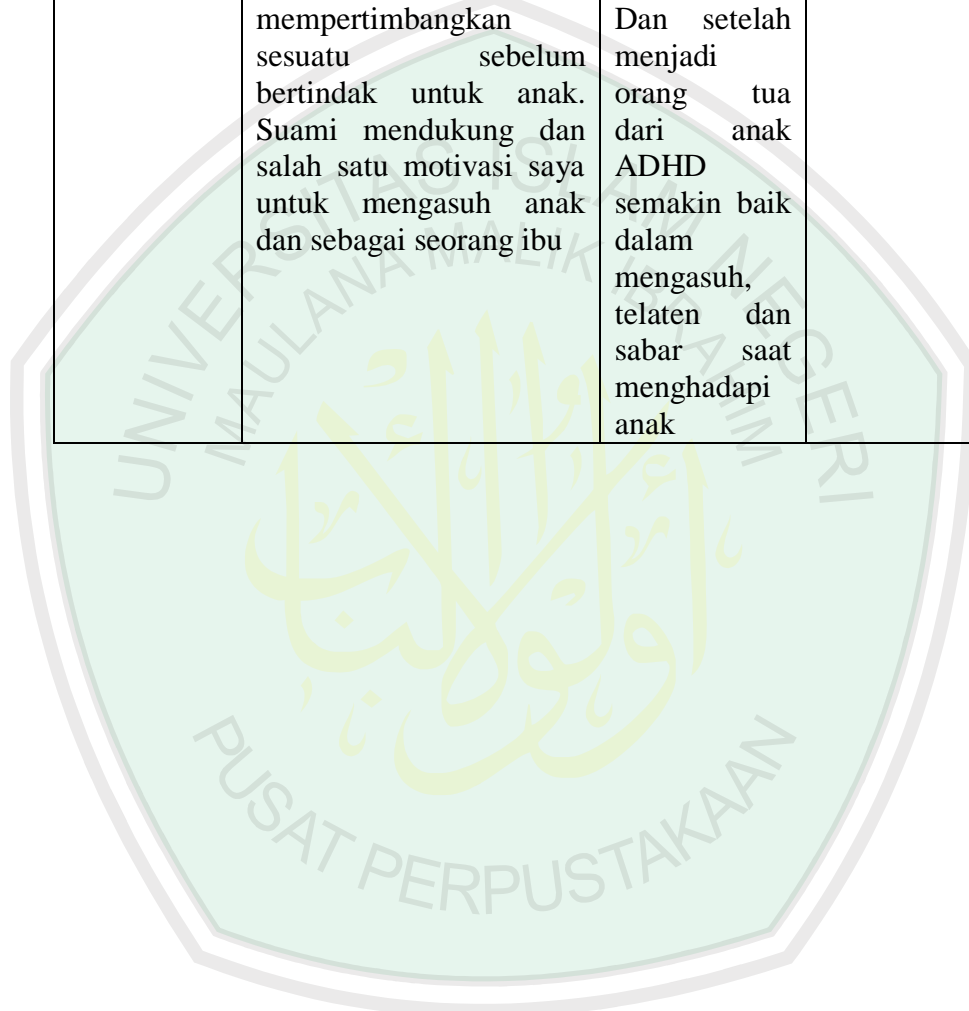 mempertimbangkan
sesuatu sebelum
bertindak untuk anak.
Suami mendukung dan
salah satu motivasi saya
untuk mengasuh anak
dan sebagai seorang ibu
Dan setelah
menjadi
orang tua
dari anak
ADHD
semakin baik
dalam
mengasuh,
telaten dan
sabar saat
menghadapi
anak
UNIVERSITAS ISLAM NEGERI
MAULANA MALIK IBRAHIM
PUSAT PERPUSTAKAAN